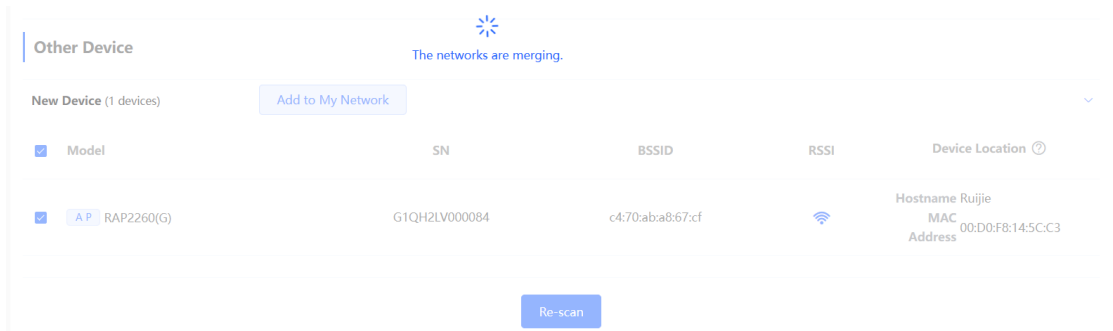 The networks are merging.
Other Device
New Device (1 devices) Add to My Network
Model SN BSSID RSSI Device Location ?
A P RAP2260(G) G1QH2LV000084 c4:70:ab:a8:67:cf Hostname Ruijie
MAC Address 00:D0:F8:14:5C:C3
Re-scan